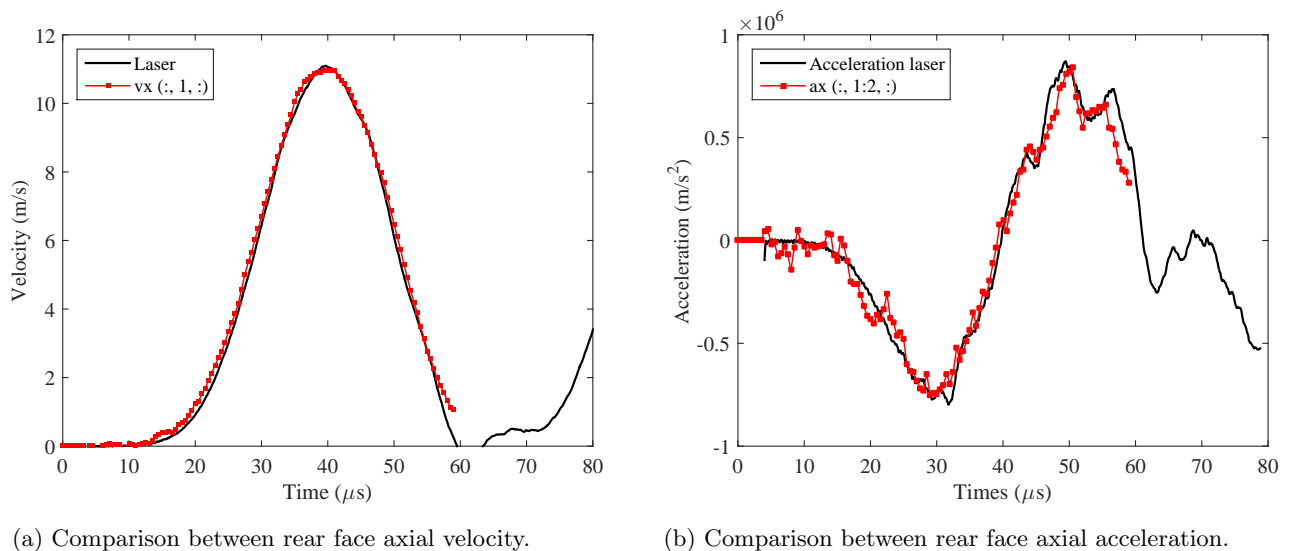 12
10
8
6
4
2
0
Velocity (m/s)
Laser
vx (:, 1, :)
0 10 20 30 40 50 60 70 80
Time (μs)
(a) Comparison between rear face axial velocity.
×10⁶
1
0.5
0
-0.5
-1
Acceleration (m/s²)
Acceleration laser
ax (:, 1:2, :)
0 10 20 30 40 50 60 70 80
Times (μs)
(b) Comparison between rear face axial acceleration.